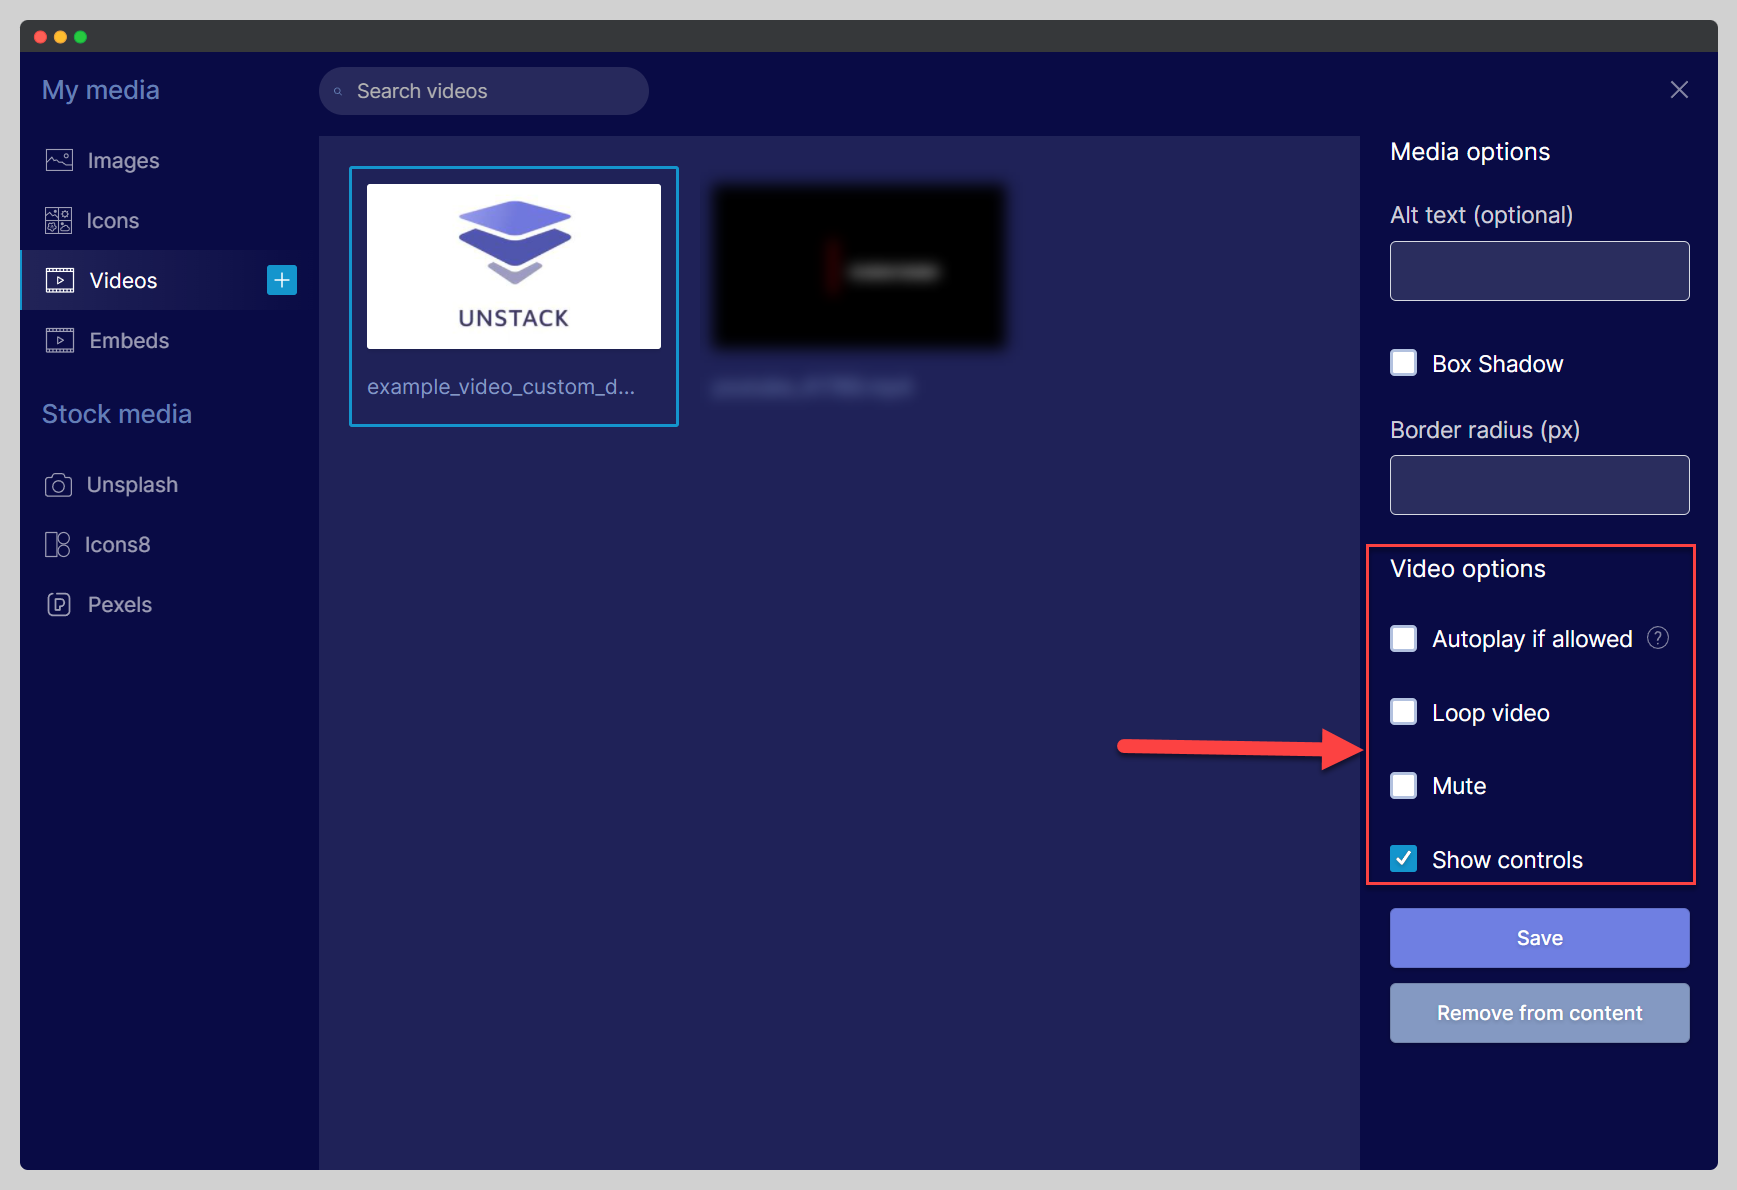 My media
Search videos
Images
Icons
Videos
Embeds
Stock media
Unsplash
Icons8
Pexels
UNSTACK
example_video_custom_d...
Media options
Alt text (optional)
Box Shadow
Border radius (px)
Video options
Autoplay if allowed ?
Loop video
Mute
Show controls
Save
Remove from content